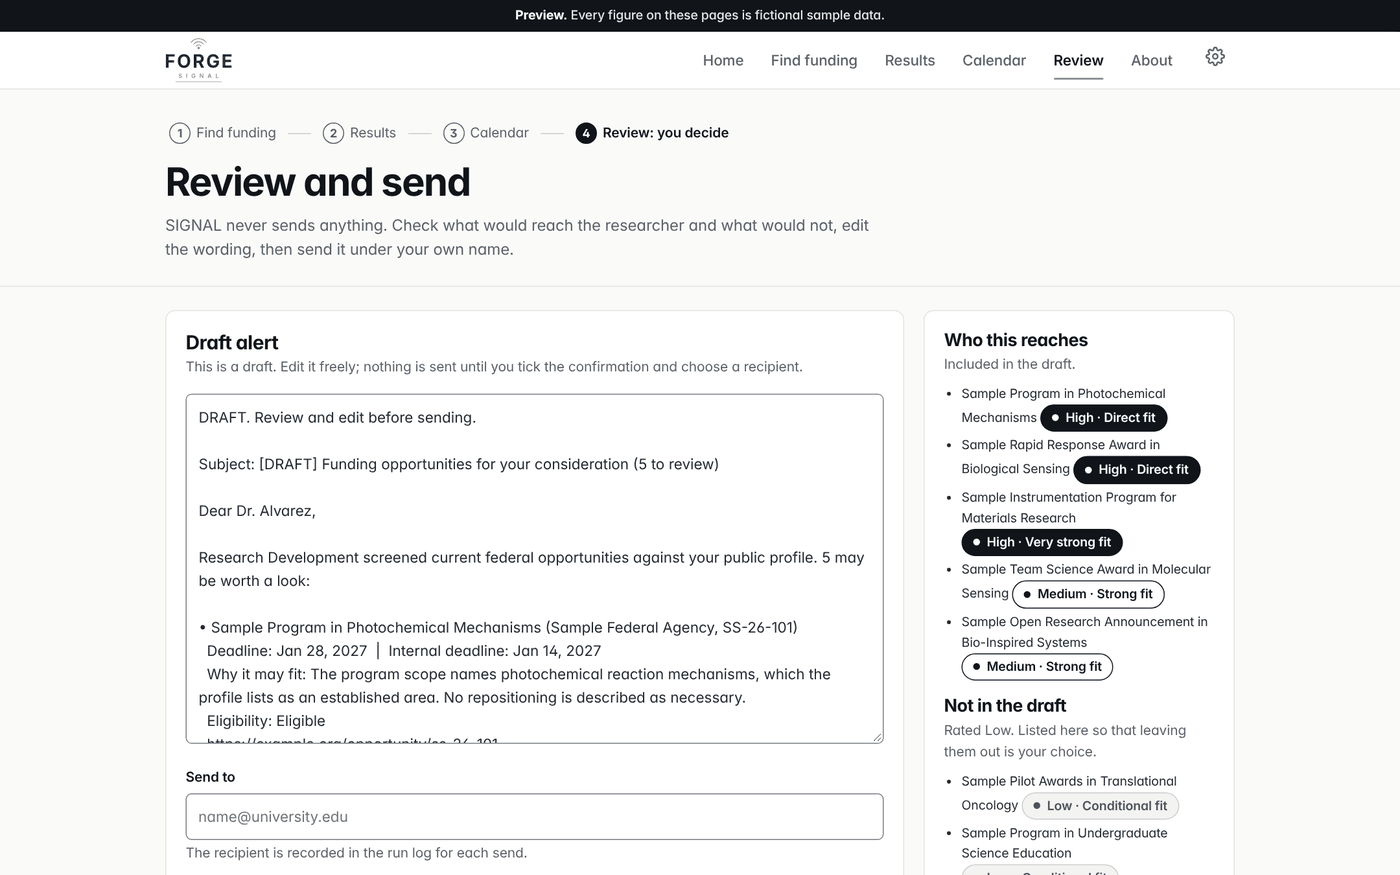 Preview. Every figure on these pages is fictional sample data.
FORGE
SIGNAL
Home
Find funding
Results
Calendar
Review
About
1 Find funding
2 Results
3 Calendar
4 Review: you decide
Review and send
SIGNAL never sends anything. Check what would reach the researcher and what would not, edit
the wording, then send it under your own name.
Draft alert
This is a draft. Edit it freely; nothing is sent until you tick the confirmation and choose a recipient.
DRAFT. Review and edit before sending.
Subject: [DRAFT] Funding opportunities for your consideration (5 to review)
Dear Dr. Alvarez,
Research Development screened current federal opportunities against your public profile. 5 may
be worth a look:
• Sample Program in Photochemical Mechanisms (Sample Federal Agency, SS-26-101)
Deadline: Jan 28, 2027 | Internal deadline: Jan 14, 2027
Why it may fit: The program scope names photochemical reaction mechanisms, which the
profile lists as an established area. No repositioning is described as necessary.
Eligibility: Eligible
https://example.org/opportunity/ss-26-101
Send to
name@university.edu
The recipient is recorded in the run log for each send.
Who this reaches
Included in the draft.
• Sample Program in Photochemical
Mechanisms • High · Direct fit
• Sample Rapid Response Award in
Biological Sensing • High · Direct fit
• Sample Instrumentation Program for
Materials Research
• High · Very strong fit
• Sample Team Science Award in Molecular
Sensing • Medium · Strong fit
• Sample Open Research Announcement in
Bio-Inspired Systems
• Medium · Strong fit
Not in the draft
Rated Low. Listed here so that leaving
them out is your choice.
• Sample Pilot Awards in Translational
Oncology • Low · Conditional fit
• Sample Program in Undergraduate
Science Education